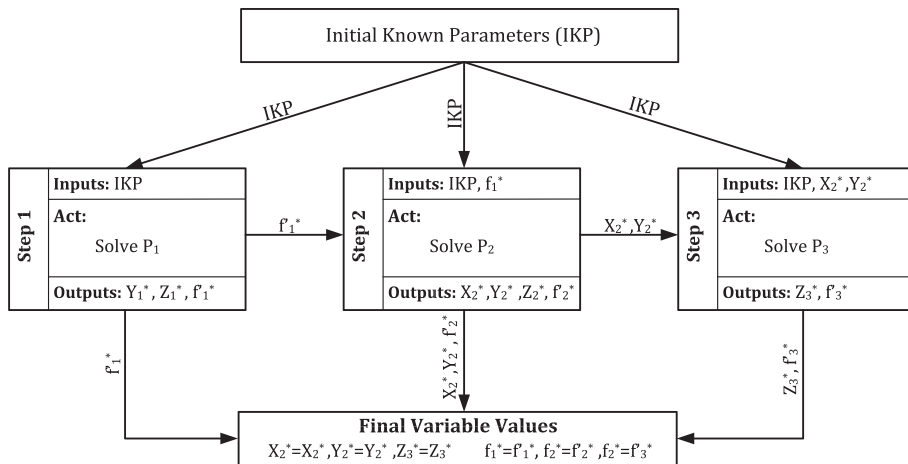 Initial Known Parameters (IKP)
IKP
IKP
IKP
Step 1
Inputs: IKP
Act:
Solve P₁
Outputs: Y₁*, Z₁*, f'₁*
f'₁*
Step 2
Inputs: IKP, f₁*
Act:
Solve P₂
Outputs: X₂*,Y₂* ,Z₂*, f'₂*
X₂*,Y₂*
Step 3
Inputs: IKP, X₂*,Y₂*
Act:
Solve P₃
Outputs: Z₃*, f'₃*
f'₁*
X₂*,Y₂*, f'₂*
Z₃*, f'₃*
Final Variable Values
X₂*=X₂*,Y₂*=Y₂*,Z₃*=Z₃* f₁*=f'₁*, f₂*=f'₂*,f₂*=f'₃*